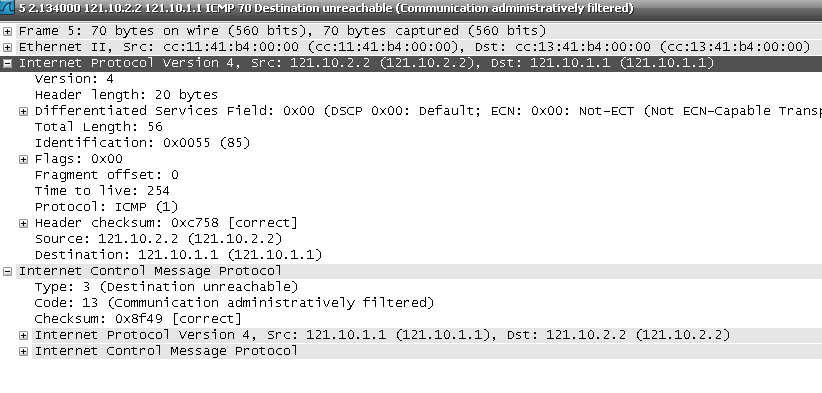 5 2.134000 121.10.2.2 121.10.1.1 ICMP 70 Destination unreachable (Communication administratively filtered)
Frame 5: 70 bytes on wire (560 bits), 70 bytes captured (560 bits)
Ethernet II, Src: cc:11:41:b4:00:00 (cc:11:41:b4:00:00), Dst: cc:13:41:b4:00:00 (cc:13:41:b4:00:00)
Internet Protocol Version 4, Src: 121.10.2.2 (121.10.2.2), Dst: 121.10.1.1 (121.10.1.1)
Version: 4
Header length: 20 bytes
Differentiated Services Field: 0x00 (DSCP 0x00: Default; ECN: 0x00: Not-ECT (Not ECN-Capable Transp
Total Length: 56
Identification: 0x0055 (85)
Flags: 0x00
Fragment offset: 0
Time to live: 254
Protocol: ICMP (1)
Header checksum: 0xc758 [correct]
Source: 121.10.2.2 (121.10.2.2)
Destination: 121.10.1.1 (121.10.1.1)
Internet Control Message Protocol
Type: 3 (Destination unreachable)
Code: 13 (Communication administratively filtered)
Checksum: 0x8f49 [correct]
Internet Protocol Version 4, Src: 121.10.1.1 (121.10.1.1), Dst: 121.10.2.2 (121.10.2.2)
Internet Control Message Protocol